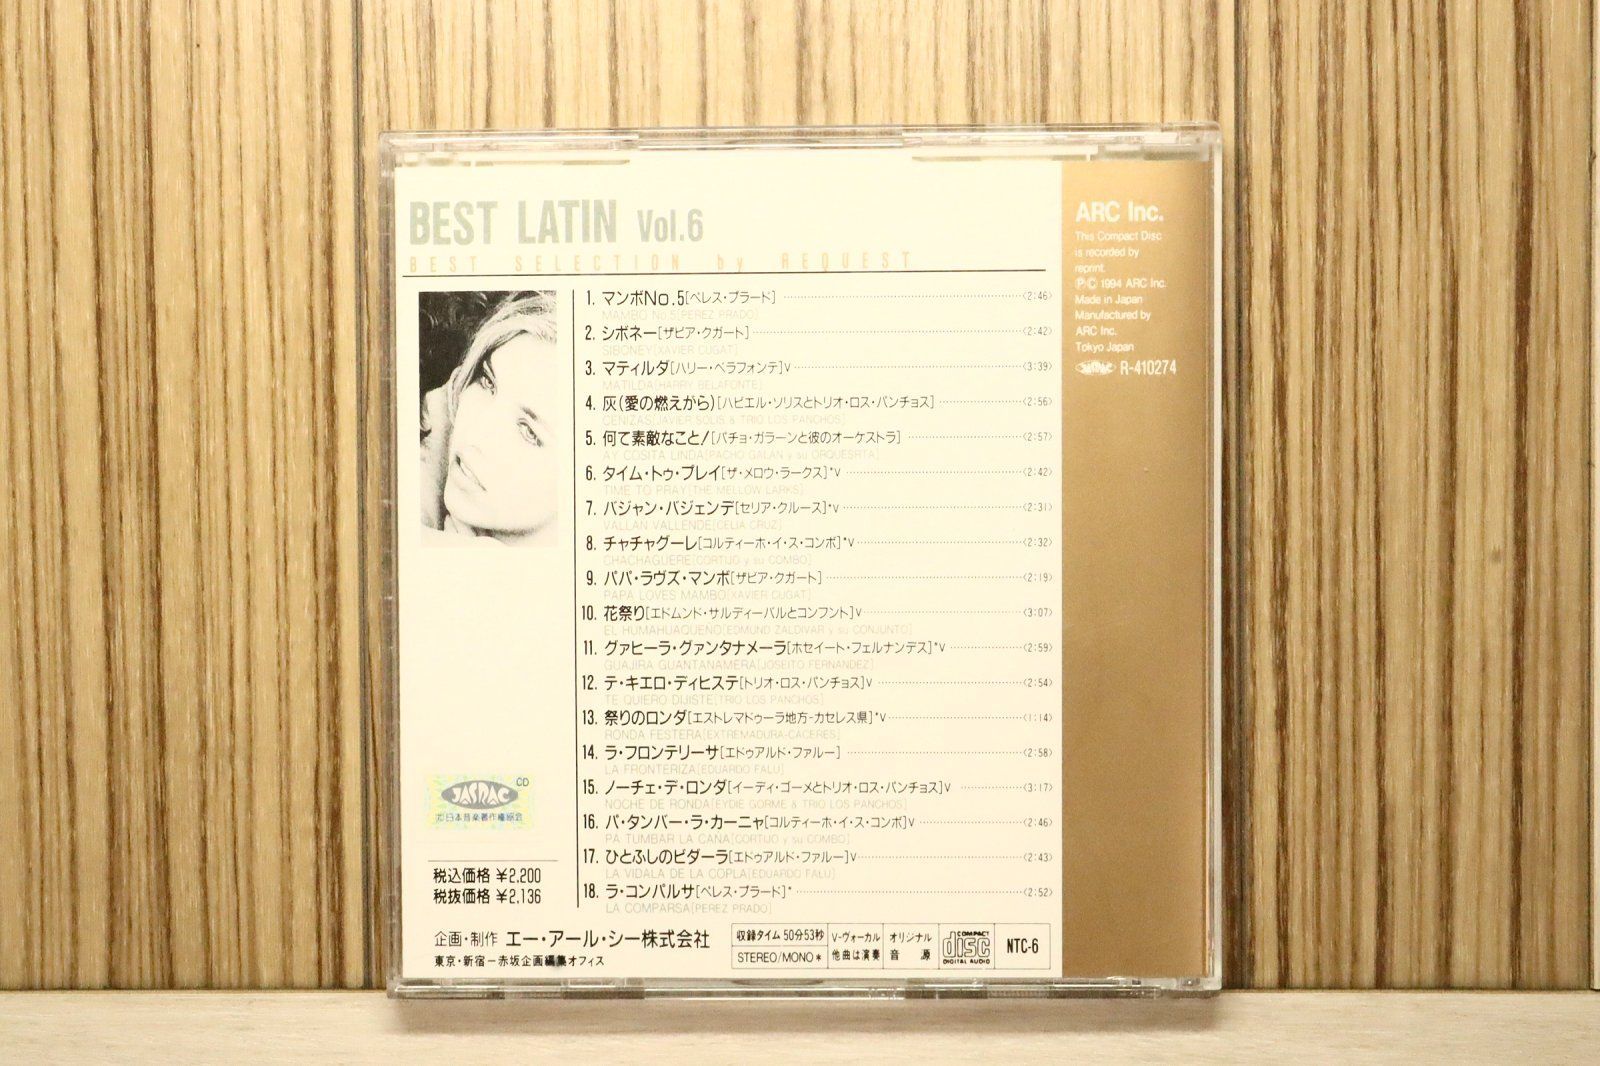 BEST LATIN Vol.6
BEST SELECTION by REQUEST
1. マンボNo.5[ペレス・プラード] (2:46)
MAMBO No.5[PEREZ PRADO]
2. シボネー[ザビア・クガート] (2:42)
SIBONEY[XAVIER CUGAT]
3. マティルダ[ハリー・ベラフォンテ]V (3:39)
MATILDA[HARRY BELAFONTE]
4. 灰(愛の燃えがら)[ハビエル・ソリスとトリオ・ロス・パンチョス] (2:56)
CENIZAS[JAVIER SOLIS & TRIO LOS PANCHOS]
5. 何て素敵なこと![パチョ・ガラーンと彼のオーケストラ] (2:57)
AY COSITA LINDA[PACHO GALAN y su ORQUESRTA]
6. タイム・トゥ・プレイ[ザ・メロウ・ラークス]*V (2:42)
TIME TO PRAY[THE MELLOW LARKS]
7. バジャン・バジェンデ[セリア・クルース]*V (2:31)
VALLAN VALLENDE[CELIA CRUZ]
8. チャチャグーレ[コルティーホ・イ・ス・コンボ]*V (2:32)
CHACHAGUERE[CORTIJO y su COMBO]
9. パパ・ラヴズ・マンボ[ザビア・クガート] (2:19)
PAPA LOVES MAMBO[XAVIER CUGAT]
10. 花祭り[エドムンド・サルディーバルとコンフント]V (3:07)
EL HUMAHUAQUENO[EDMUND ZALDIVAR y su CONJUNTO]
11. グァヒーラ・グァンタナメーラ[ホセイート・フェルナンデス]*V (2:59)
GUAJIRA GUANTANAMERA[JOSEITO FERNANDEZ]
12. テ・キエロ・ディヒステ[トリオ・ロス・パンチョス]V (2:54)
TE QUIERO DIJISTE[TRIO LOS PANCHOS]
13. 祭りのロンダ[エストレマドゥーラ地方-カセレス県]*V (1:14)
RONDA FESTERA[EXTREMADURA-CACERES]
14. ラ・フロンテリーサ[エドゥアルド・ファルー] (2:58)
LA FRONTERIZA[EDUARDO FALU]
15. ノーチェ・デ・ロンダ[イーディ・ゴーメとトリオ・ロス・パンチョス]V (3:17)
NOCHE DE RONDA[EYDIE GORME & TRIO LOS PANCHOS]
16. パ・タンバー・ラ・カーニャ[コルティーホ・イ・ス・コンボ]V (2:46)
PA TUMBAR LA CANA[CORTIJO y su COMBO]
17. ひとふしのビダーラ[エドゥアルド・ファルー]V (2:43)
LA VIDALA DE LA COPLA[EDUARDO FALU]
18. ラ・コンパルサ[ペレス・プラード]* (2:52)
LA COMPARSA[PEREZ PRADO]
CD
JASRAC
(社)日本音楽著作権協会
税込価格 ¥2,200
税抜価格 ¥2,136
企画・制作 エー・アール・シー株式会社
東京・新宿－赤坂企画編集オフィス
収録タイム 50分53秒
STEREO/MONO*
V-ヴォーカル
他曲は演奏
オリジナル
音源
COMPACT
disc
DIGITAL AUDIO
NTC-6
ARC Inc.
This Compact Disc
is recorded by
reprint.
ⓅⒸ 1994 ARC Inc.
Made in Japan
Manufactured by
ARC Inc.
Tokyo Japan
JASRAC R-410274